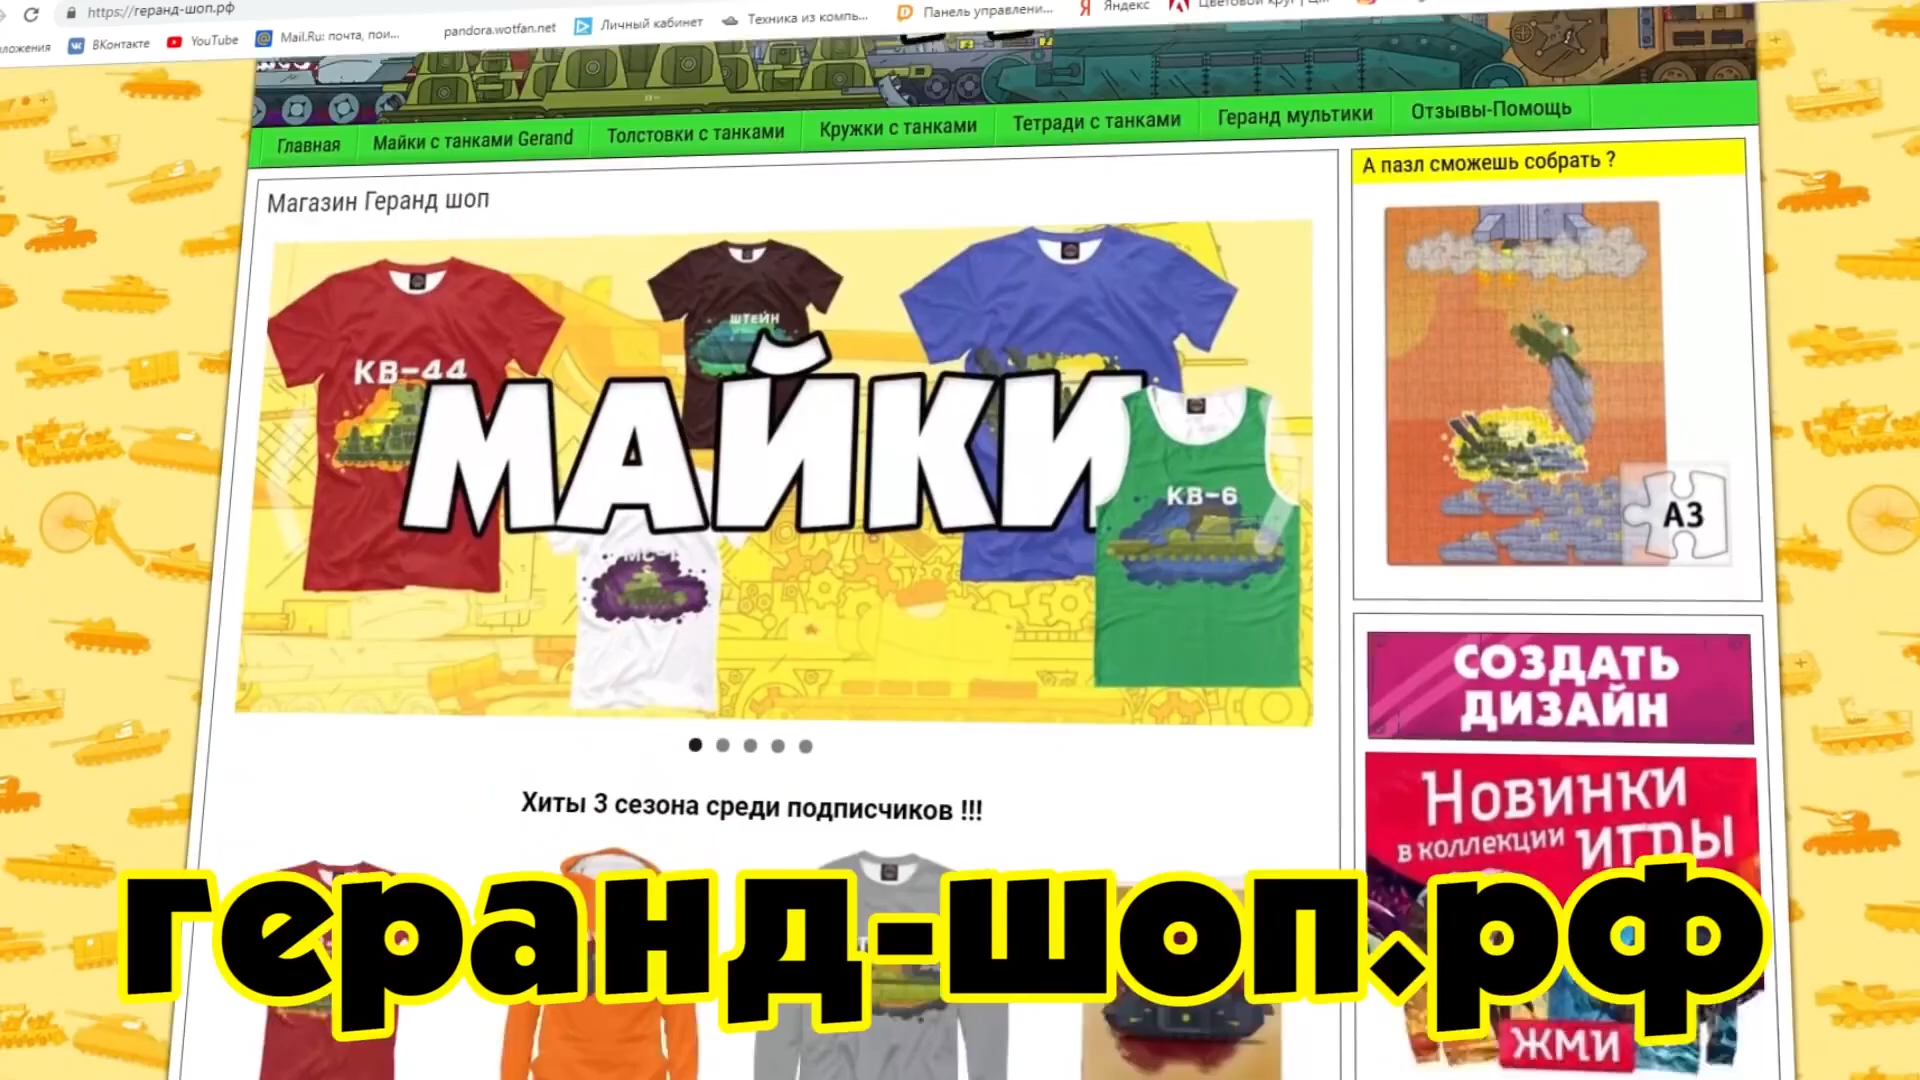 https://геранд-шоп.рф
ВКонтакте
YouTube
Mail.Ru: почта, пои...
pandora.wotfan.net
Личный кабинет
Техника из компь...
Панель управлени...
Яндекс
Главная
Майки с танками Gerand
Толстовки с танками
Кружки с танками
Тетради с танками
Геранд мультики
Отзывы-Помощь
Магазин Геранд шоп
А пазл сможешь собрать ?
КВ-44
ШТЕЙН
МАЙКИ
КВ-6
А3
СОЗДАТЬ
ДИЗАЙН
Хиты 3 сезона среди подписчиков !!!
Новинки
в коллекции ИГРЫ
геранд-шоп.рф
ЖМИ